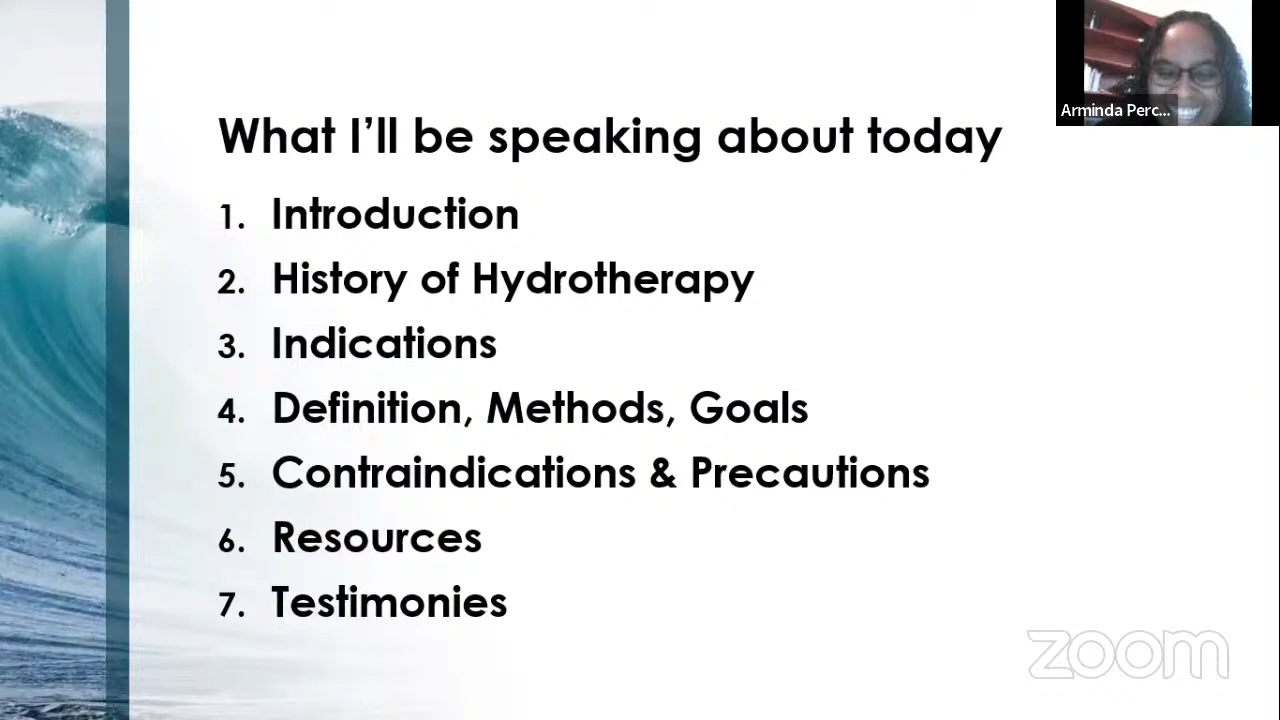 What I’ll be speaking about today
1. Introduction
2. History of Hydrotherapy
3. Indications
4. Definition, Methods, Goals
5. Contraindications & Precautions
6. Resources
7. Testimonies
Arminda Perc...
zoom